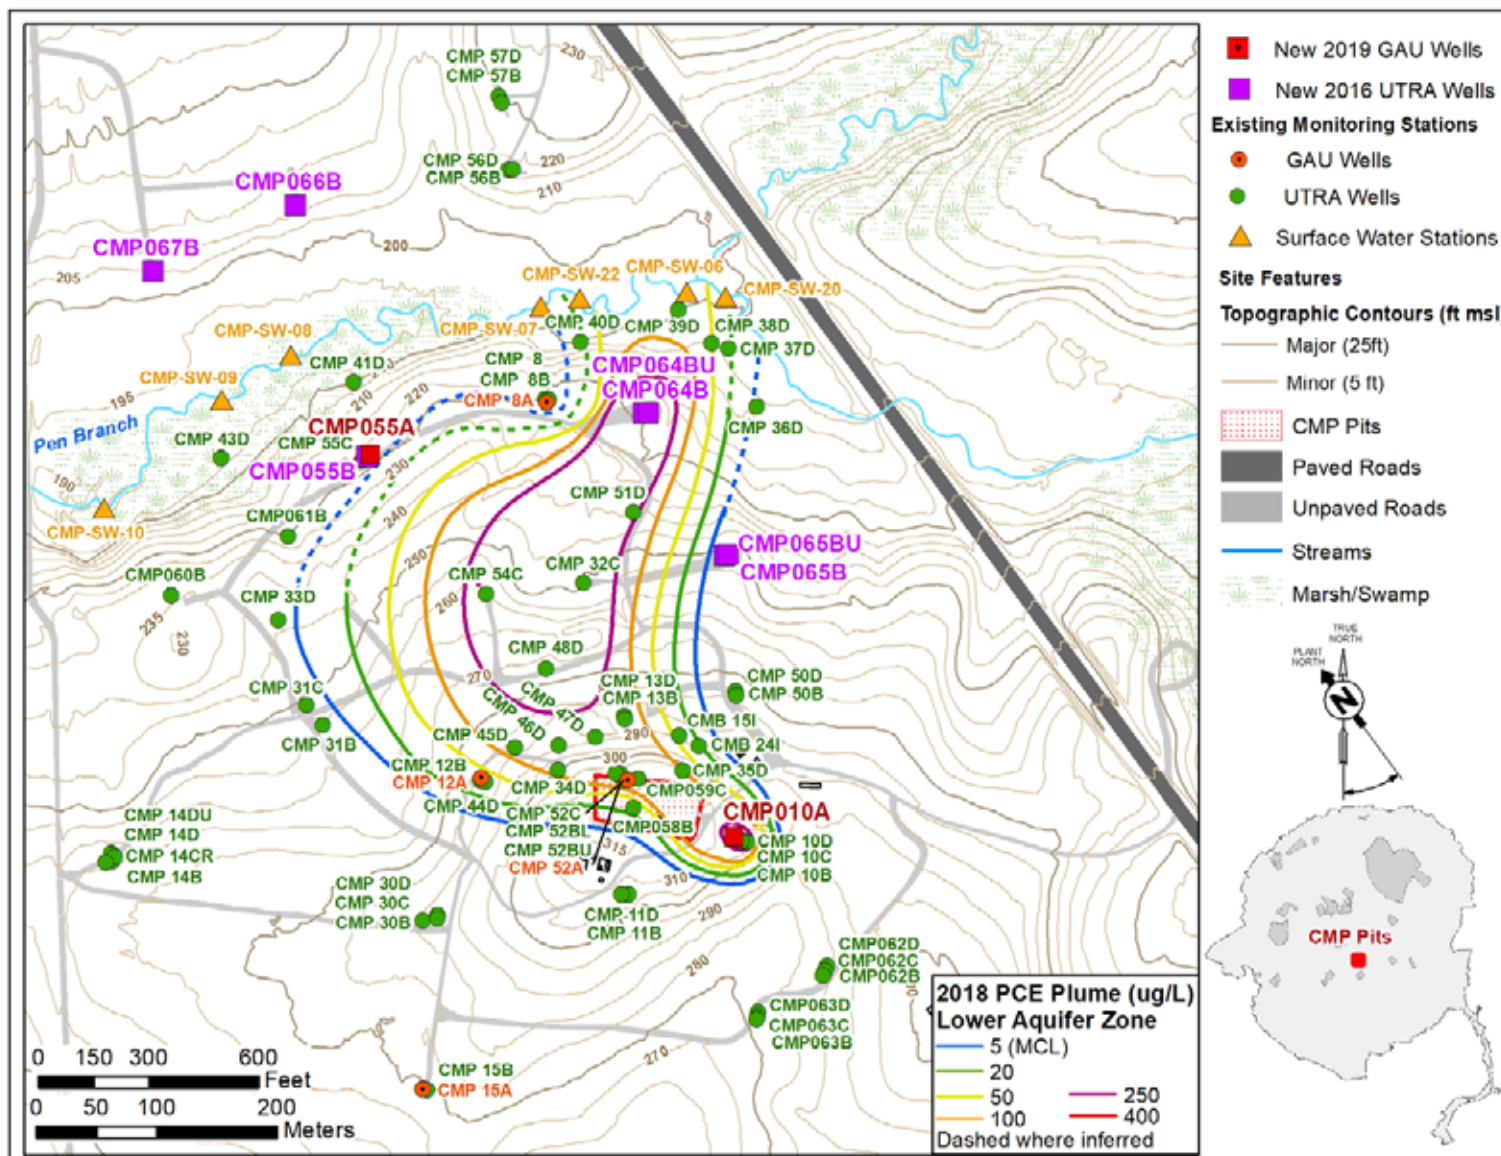 CMP 57D
CMP 57B
230
CMP 56D
CMP 56B
220
210
CMP066B
CMP067B
200
205
CMP-SW-22
CMP-SW-06
CMP-SW-20
CMP-SW-07
CMP 40D
CMP 39D
CMP 38D
CMP 37D
CMP-SW-08
CMP 41D
CMP 8
CMP 8B
CMP 8A
CMP064BU
CMP064B
CMP-SW-09
195
210
220
CMP 36D
Pen Branch
CMP055A
CMP 43D
CMP 55C
CMP055B
230
190
CMP-SW-10
CMP061B
240
CMP 51D
CMP065BU
CMP065B
250
CMP060B
CMP 54C
CMP 32C
260
CMP 33D
235
230
CMP 48D
270
CMP 13D
CMP 13B
CMP 50D
CMP 50B
CMP 31C
CMP 47D
CMP 46D
CMB 15I
CMP 31B
CMP 45D
290
CMB 24I
CMP 12B
CMP 12A
300
CMP 35D
CMP 34D
CMP059C
CMP 44D
CMP 52C
CMP058B
CMP010A
CMP 52BL
CMP 52BU
CMP 52A
315
CMP 10D
CMP 10C
CMP 10B
CMP 14DU
CMP 14D
CMP 14CR
CMP 14B
310
CMP 30D
CMP 30C
CMP 30B
CMP 11D
CMP 11B
290
CMP062D
CMP062C
CMP062B
280
CMP063D
CMP063C
CMP063B
270
CMP 15B
CMP 15A
0 150 300 600
Feet
0 50 100 200
Meters
2018 PCE Plume (ug/L)
Lower Aquifer Zone
5 (MCL)
20
50 250
100 400
Dashed where inferred
New 2019 GAU Wells
New 2016 UTRA Wells
Existing Monitoring Stations
GAU Wells
UTRA Wells
Surface Water Stations
Site Features
Topographic Contours (ft msl)
Major (25ft)
Minor (5 ft)
CMP Pits
Paved Roads
Unpaved Roads
Streams
Marsh/Swamp
TRUE
NORTH
PLANT
NORTH
N
CMP Pits